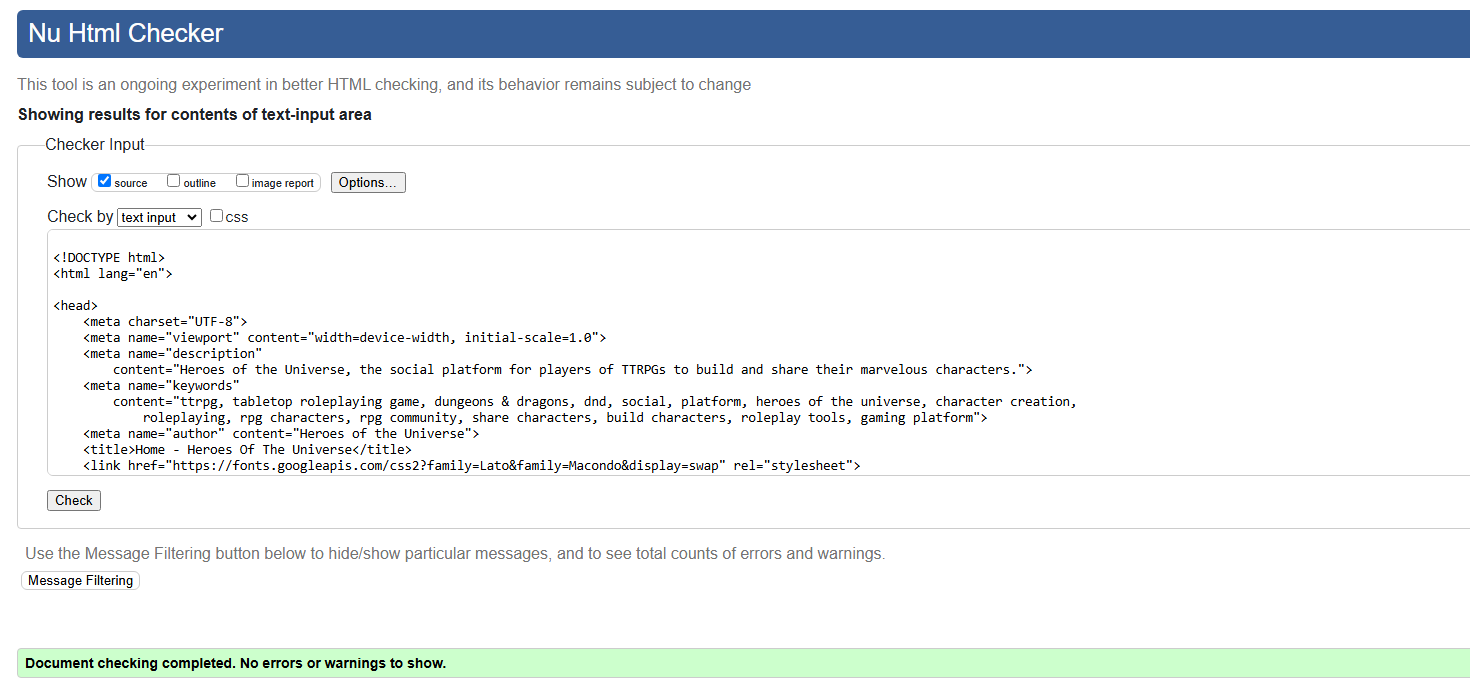 Nu Html Checker
This tool is an ongoing experiment in better HTML checking, and its behavior remains subject to change
Showing results for contents of text-input area
Checker Input
Show source outline image report Options...
Check by text input css
<!DOCTYPE html>
<html lang="en">
<head>
<meta charset="UTF-8">
<meta name="viewport" content="width=device-width, initial-scale=1.0">
<meta name="description"
content="Heroes of the Universe, the social platform for players of TTRPGs to build and share their marvelous characters.">
<meta name="keywords"
content="ttrpg, tabletop roleplaying game, dungeons & dragons, dnd, social, platform, heroes of the universe, character creation,
roleplaying, rpg characters, rpg community, share characters, build characters, roleplay tools, gaming platform">
<meta name="author" content="Heroes of the Universe">
<title>Home - Heroes Of The Universe</title>
<link href="https://fonts.googleapis.com/css2?family=Lato&family=Macondo&display=swap" rel="stylesheet">
Check
Use the Message Filtering button below to hide/show particular messages, and to see total counts of errors and warnings.
Message Filtering
Document checking completed. No errors or warnings to show.